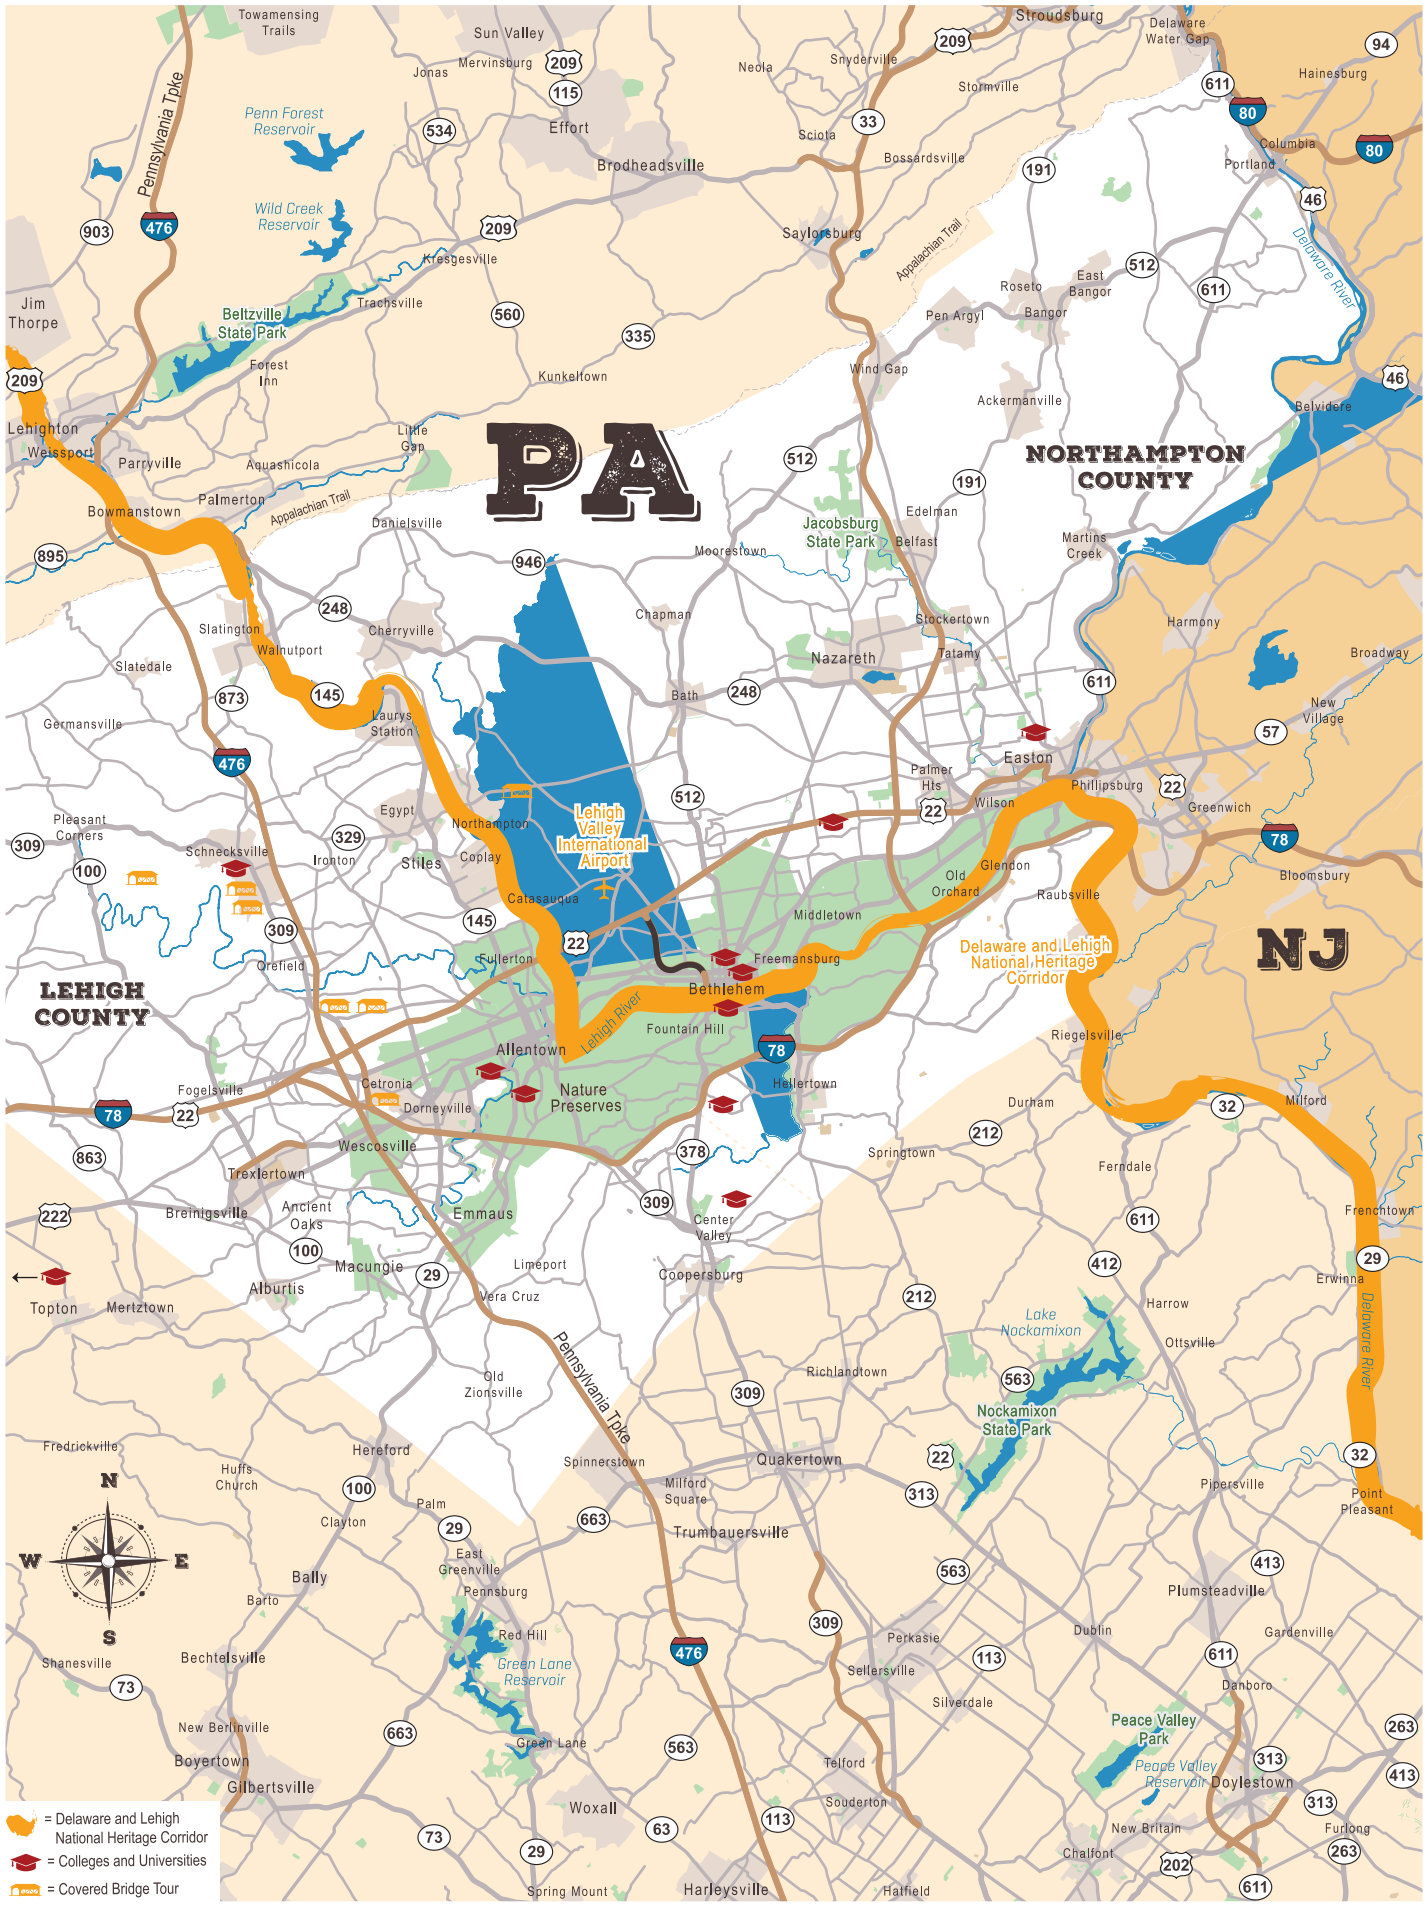 Towamensing
Trails
Sun Valley
Mervinsburg
209
Jonas
115
Effort
534
Penn Forest
Reservoir
Pennsylvania Tpke
Wild Creek
Reservoir
903
476
209
Kresgesville
Brodheadsville
Neola
Snyderville
209
Stroudsburg
Stormville
33
Sciota
Bossardsville
191
Saylorsburg
Appalachian Trail
Delaware
Water Gap
94
Hainesburg
611
80
Columbia
80
Portland
46
Delaware River
512
611
East
Bangor
Roseto
Bangor
Pen Argyl
Wind Gap
Ackermanville
46
Belvidere
Jim
Thorpe
Beltzville
State Park
Trachsville
560
335
Forest
Inn
Kunkeltown
209
Lehighton
Weissport
Parryville
Aquashicola
Little
Gap
Palmerton
Appalachian Trail
Bowmanstown
895
Danielsville
PA
512
191
NORTHAMPTON
COUNTY
Jacobsburg
State Park
Edelman
Belfast
Martins
Creek
Moorestown
946
248
Slatington
Cherryville
Walnutport
Chapman
Stockertown
Tatamy
Nazareth
Harmony
Broadway
Slatedale
873
145
Laurys
Station
Bath
248
611
New
Village
57
Germansville
476
Easton
Palmer
Hts
Phillipsburg
22
Greenwich
Wilson
22
512
Egypt
Northampton
Lehigh
Valley
International
Airport
Pleasant
Corners
309
100
Schnecksville
329
Ironton
Stiles
Coplay
Catasauqua
78
Bloomsbury
Glendon
Old
Orchard
Raubsville
Middletown
145
22
309
Orefield
Fullerton
Freemansburg
Delaware and Lehigh
National Heritage
Corridor
NJ
LEHIGH
COUNTY
Bethlehem
Lehigh River
Fountain Hill
Allentown
78
Riegelsville
Hellertown
Nature
Preserves
Cetronia
Dorneyville
Fogelsville
78
22
Durham
32
Milford
212
Wescosville
863
378
Springtown
Ferndale
Trexlertown
222
Breinigsville
Ancient
Oaks
Emmaus
309
Center
Valley
611
Frenchtown
100
Macungie
29
Limeport
Coopersburg
412
29
Erwinna
Topton
Mertztown
Alburtis
Vera Cruz
212
Harrow
Lake
Nockamixon
Ottsville
Delaware River
Pennsylvania Tpke
Old
Zionsville
Richlandtown
563
309
Nockamixon
State Park
Fredrickville
Hereford
Huffs
Church
Spinnerstown
Quakertown
22
32
Milford
Square
313
Pipersville
Point
Pleasant
100
Palm
Clayton
29
663
Trumbauersville
East
Greenville
563
413
Plumsteadville
N
W
E
S
Bally
Barto
Pennsburg
Red Hill
Green Lane
Reservoir
309
Perkasie
Dublin
Gardenville
Shanesville
73
Bechtelsville
476
Sellersville
113
611
Danboro
Silverdale
New Berlinville
663
Green Lane
563
Peace Valley
Park
263
Boyertown
Gilbertsville
Telford
Peace Valley
Reservoir
313
413
Doylestown
Souderton
313
Woxall
63
113
New Britain
Furlong
73
29
Chalfont
202
263
611
Spring Mount
Harleysville
Hatfield
= Delaware and Lehigh
National Heritage Corridor
= Colleges and Universities
= Covered Bridge Tour